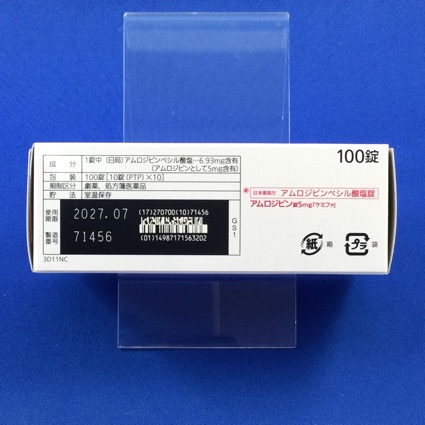 成分 1錠中 (日局)アムロジピンベシル酸塩…6.93mg含有
(アムロジピンとして5mg含有)
包装 100錠[10錠(PTP)×10]
規制区分 劇薬、処方箋医薬品
貯法 室温保存
使用期限 2027.07
製造番号 71456
(17)270700(10)71456
(01)14987171563202
GS1
3D11NC
100錠
日本薬局方 アムロジピンベシル酸塩錠
アムロジピン錠5mg「ケミファ」
紙 箱
プラ 袋